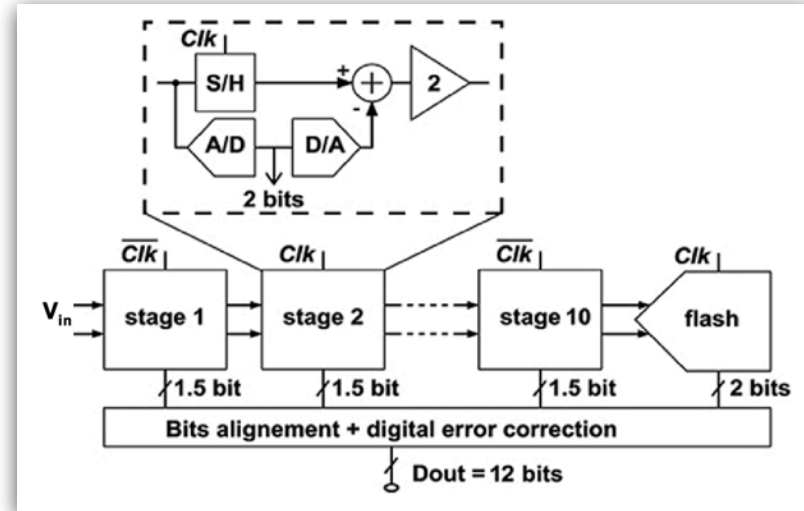 Clk
S/H
+
2
-
A/D
D/A
2 bits
Clk
Clk
Clk
Clk
Vin
stage 1
stage 2
stage 10
flash
1.5 bit
1.5 bit
1.5 bit
2 bits
Bits alignement + digital error correction
Dout = 12 bits